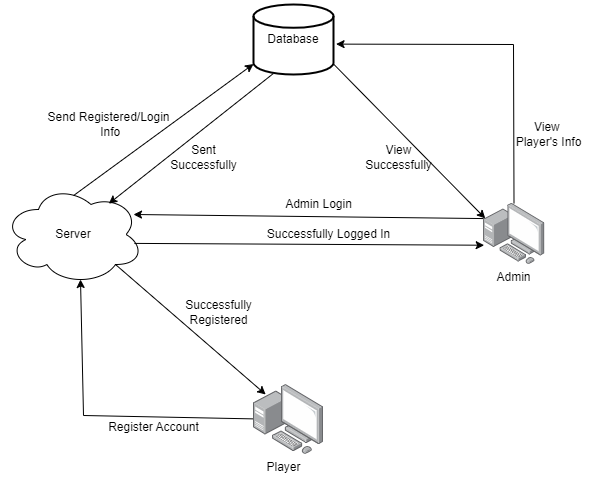 Database
Send Registered/Login
Info
Sent
Successfully
View
Successfully
View
Player's Info
Admin Login
Server
Successfully Logged In
Admin
Successfully
Registered
Register Account
Player